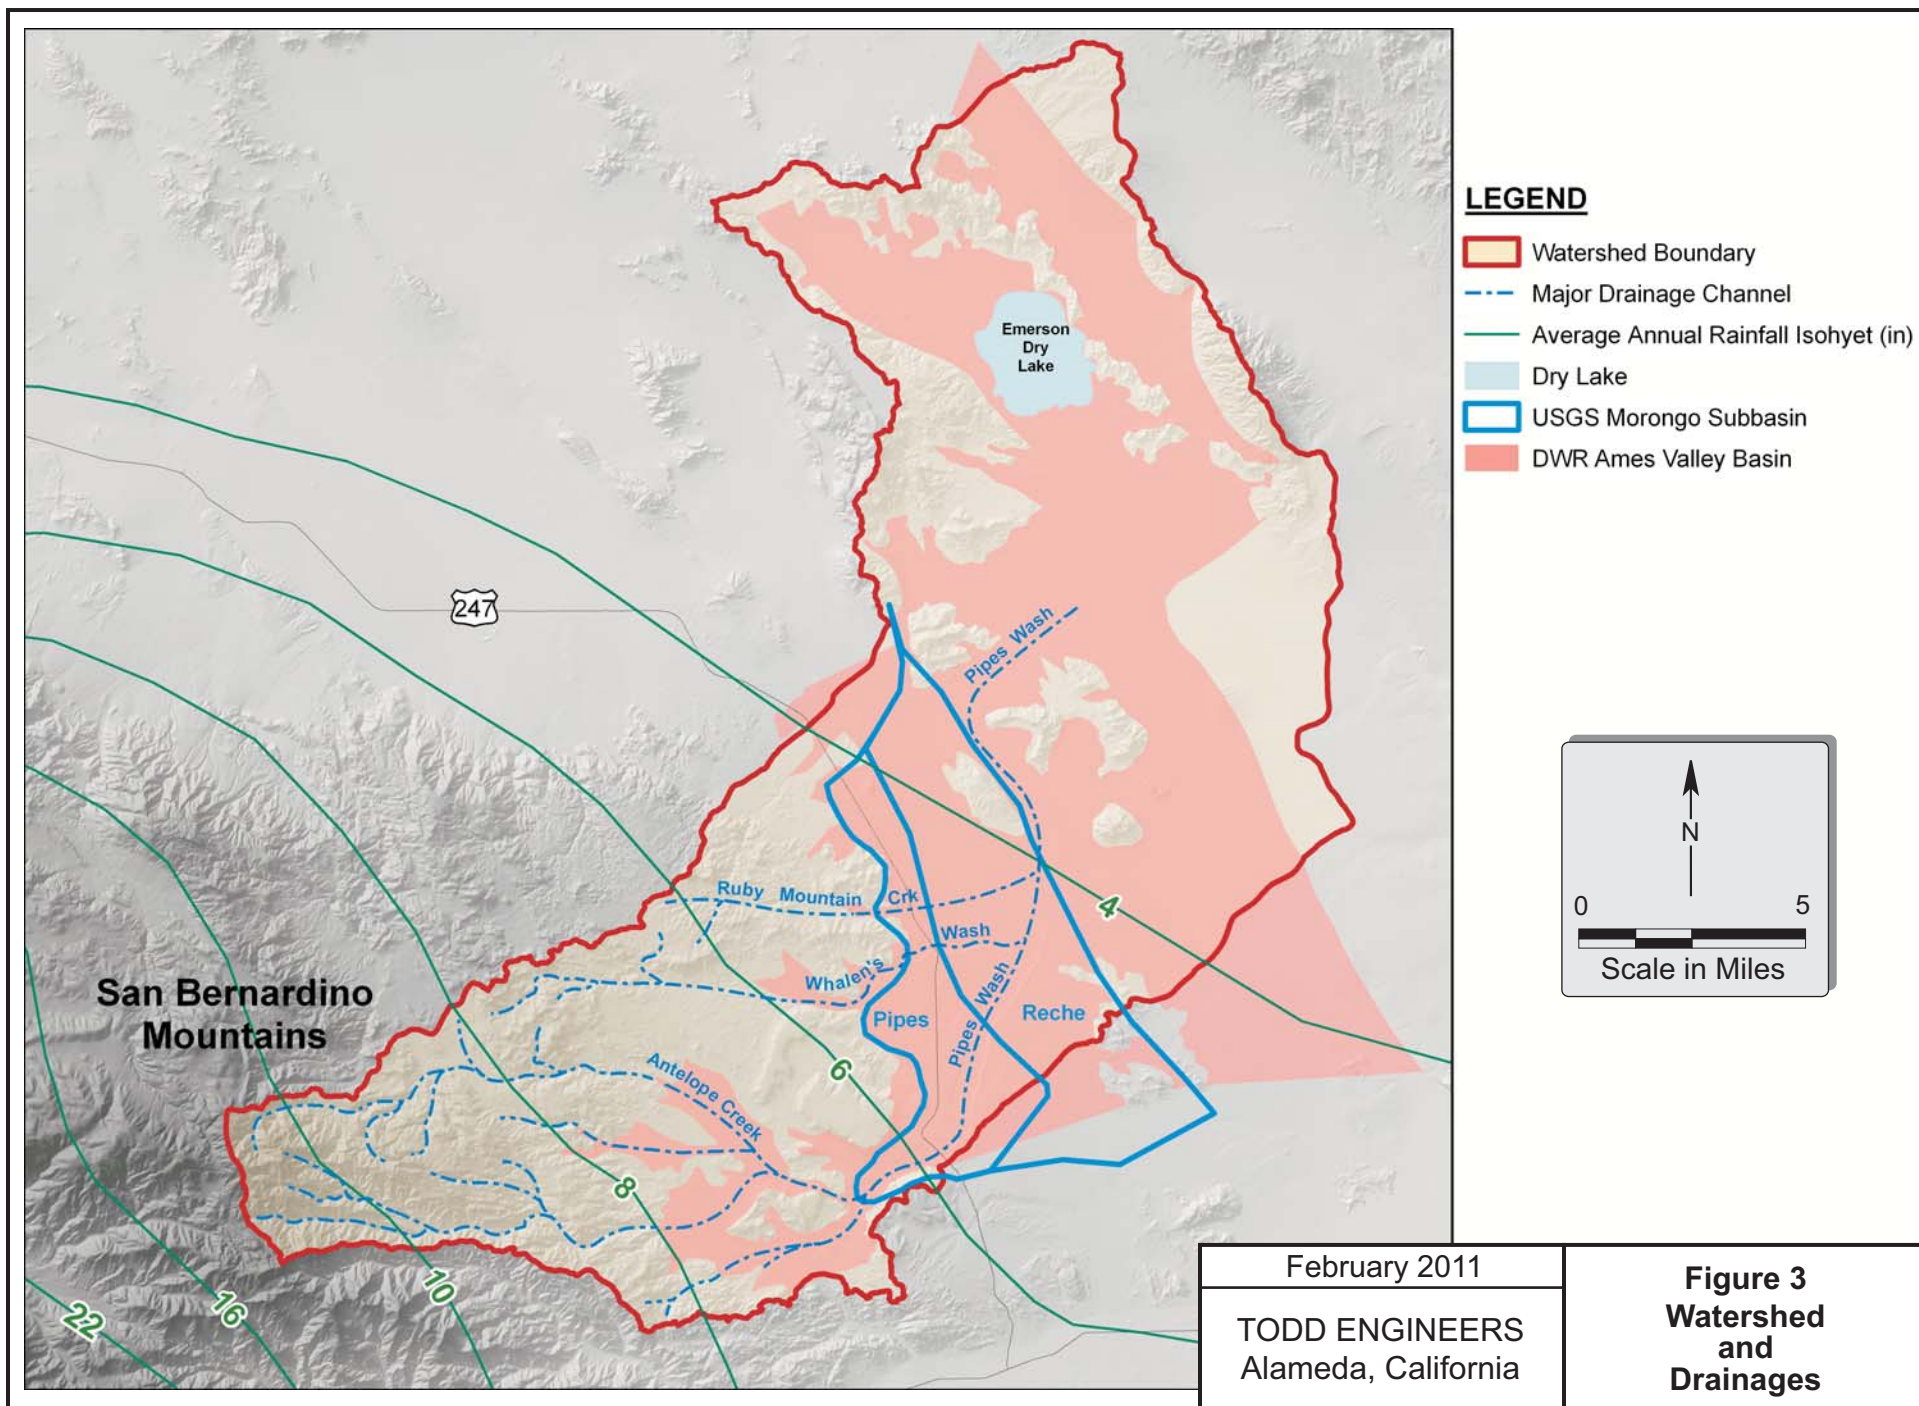 LEGEND
Watershed Boundary
Major Drainage Channel
Average Annual Rainfall Isohyet (in)
Dry Lake
USGS Morongo Subbasin
DWR Ames Valley Basin
Emerson
Dry
Lake
247
Pipes Wash
Ruby Mountain Crk
Whalen's Wash
Pipes Wash
Pipes
Reche
Antelope Creek
San Bernardino
Mountains
4
6
8
10
16
22
N
0 5
Scale in Miles
February 2011
TODD ENGINEERS
Alameda, California
Figure 3
Watershed
and
Drainages